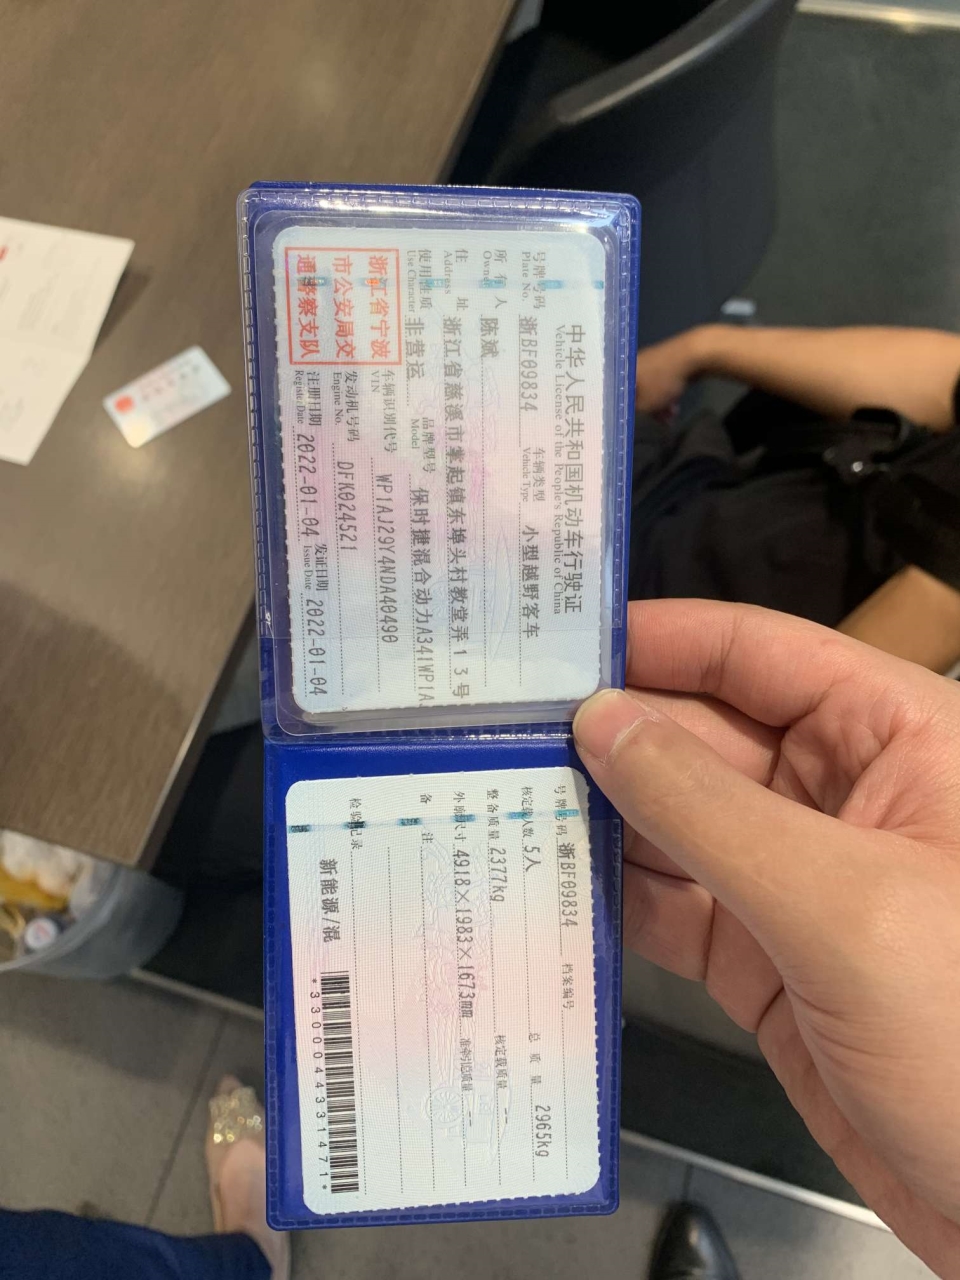 中华人民共和国机动车行驶证
Vehicle License of the People's Republic of China
号牌号码 浙BF09834 车辆类型 小型越野客车
Plate No. Vehicle Type
所有人 陈斌
Owner
住址 浙江省慈溪市掌起镇东埠头村教堂弄13号
Address
使用性质 非营运 品牌型号 保时捷混合动力A341WP1AJ
Use Character Model
浙江省宁波
市公安局交
通警察支队
车辆识别代号 WP1AJ29Y4NDA40490
VIN
发动机号码 DFK024521
Engine No.
注册日期 2022-01-04 发证日期 2022-01-04
Register Date Issue Date
号牌号码 浙BF09834 档案编号
核定载人数 5人 总质量 2965kg
整备质量 2377kg 核定载质量 --
外廓尺寸 4918×1983×1673mm 准牵引总质量 --
备注
检验记录
新能源/混
*3300044331471*